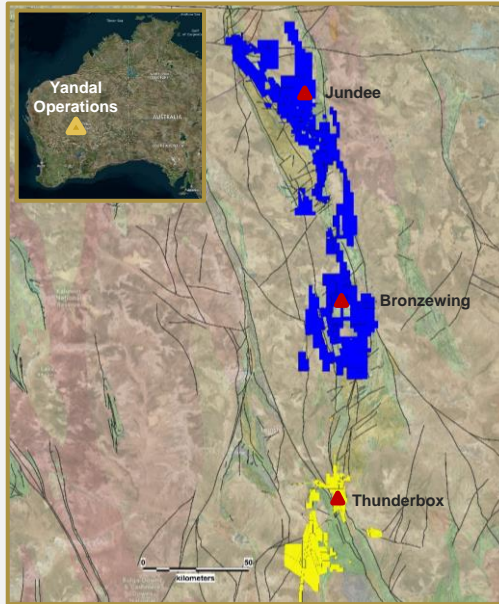 Yandal
Operations
AUSTRALIA
Jundee
Bronzewing
Thunderbox
0
50
kilometers